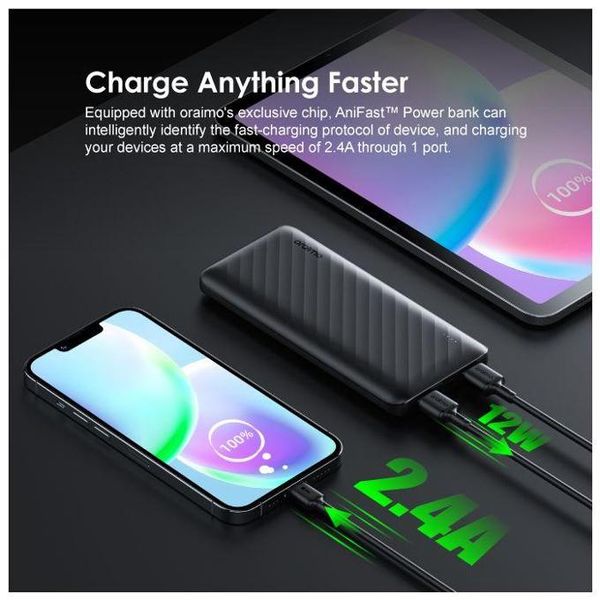 Charge Anything Faster
Equipped with oraimo's exclusive chip, AniFast™ Power bank can
intelligently identify the fast-charging protocol of device, and charging
your devices at a maximum speed of 2.4A through 1 port.
100%
oraimo
12W
100%
2.4A